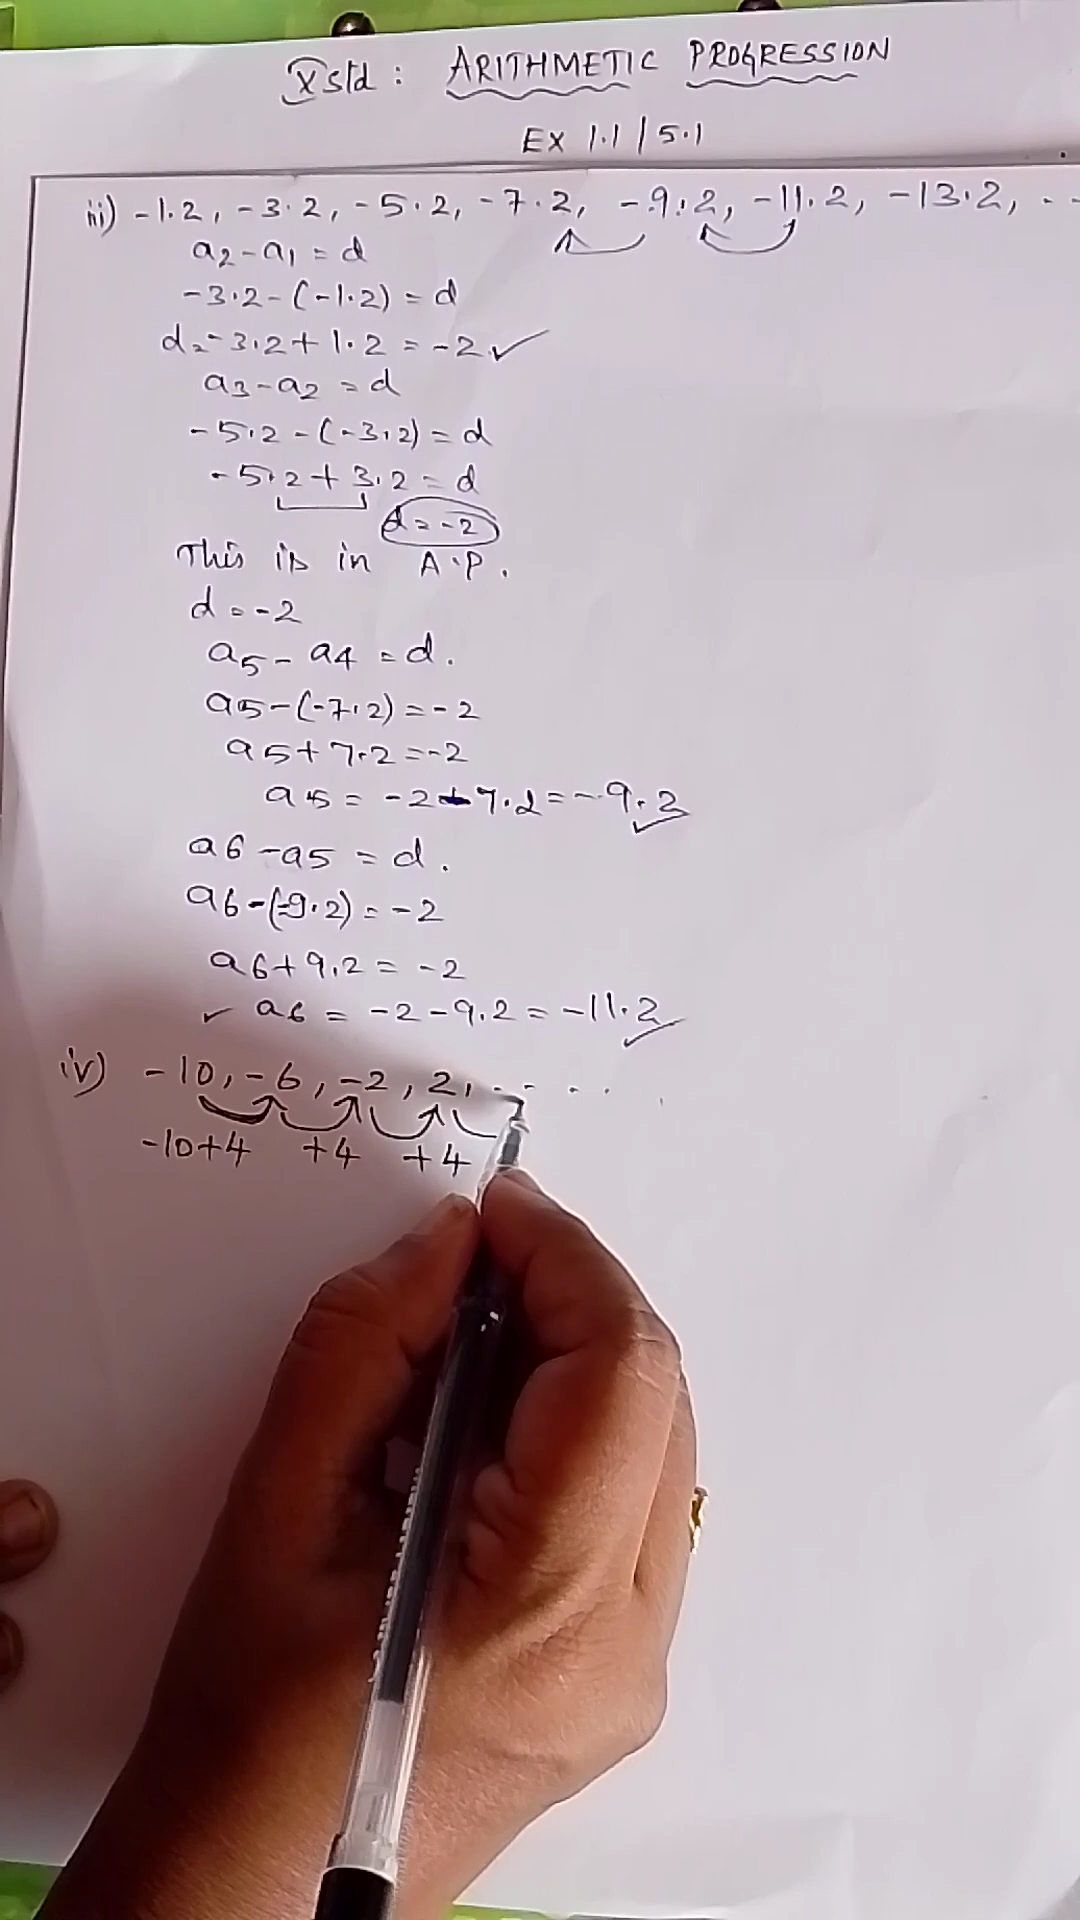 X std : ARITHMETIC PROGRESSION
Ex 1.1 / 5.1
iii) -1.2, -3.2, -5.2, -7.2, -9.2, -11.2, -13.2, ..
a2 - a1 = d
-3.2 - (-1.2) = d
d = -3.2 + 1.2 = -2 ✓
a3 - a2 = d
-5.2 - (-3.2) = d
-5.2 + 3.2 = d
d = -2
This is in A.P.
d = -2
a5 - a4 = d.
a5 - (-7.2) = -2
a5 + 7.2 = -2
a5 = -2 - 7.2 = -9.2
a6 - a5 = d.
a6 - (-9.2) = -2
a6 + 9.2 = -2
✓ a6 = -2 - 9.2 = -11.2
iv) -10, -6, -2, 2, ....
-10+4 +4 +4